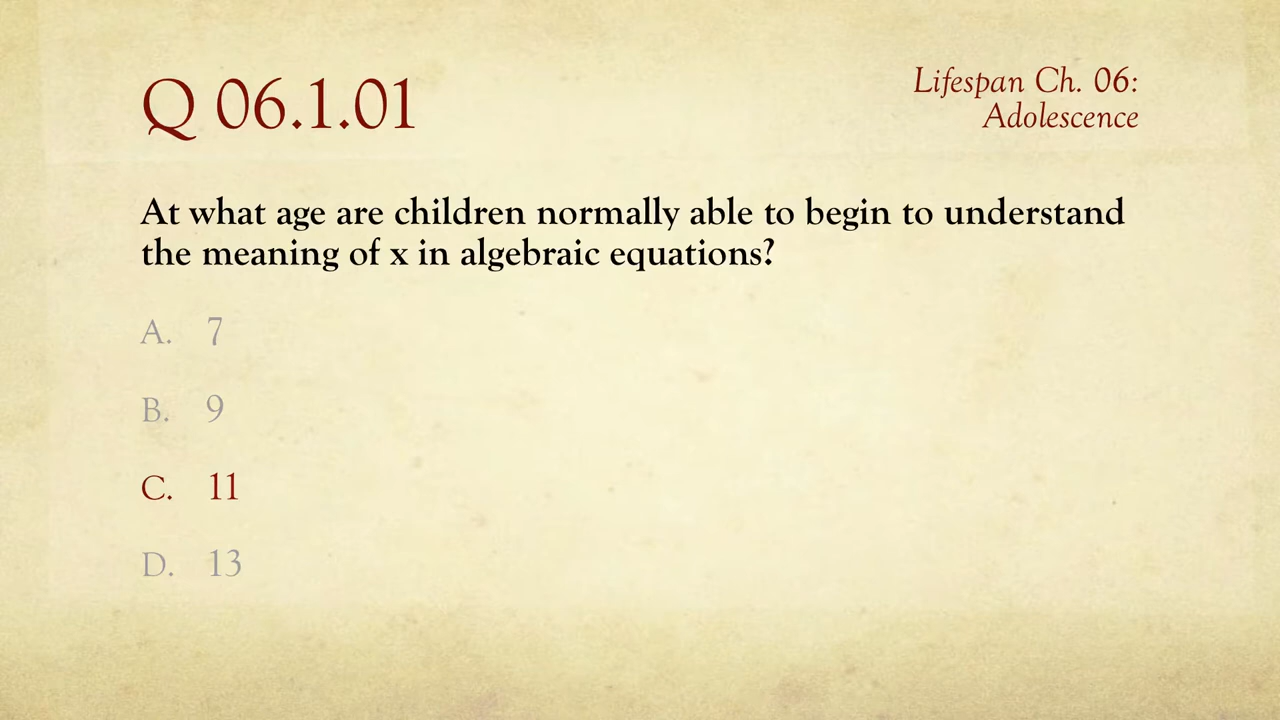 Q 06.1.01
Lifespan Ch. 06:
Adolescence
At what age are children normally able to begin to understand
the meaning of x in algebraic equations?
A. 7
B. 9
C. 11
D. 13